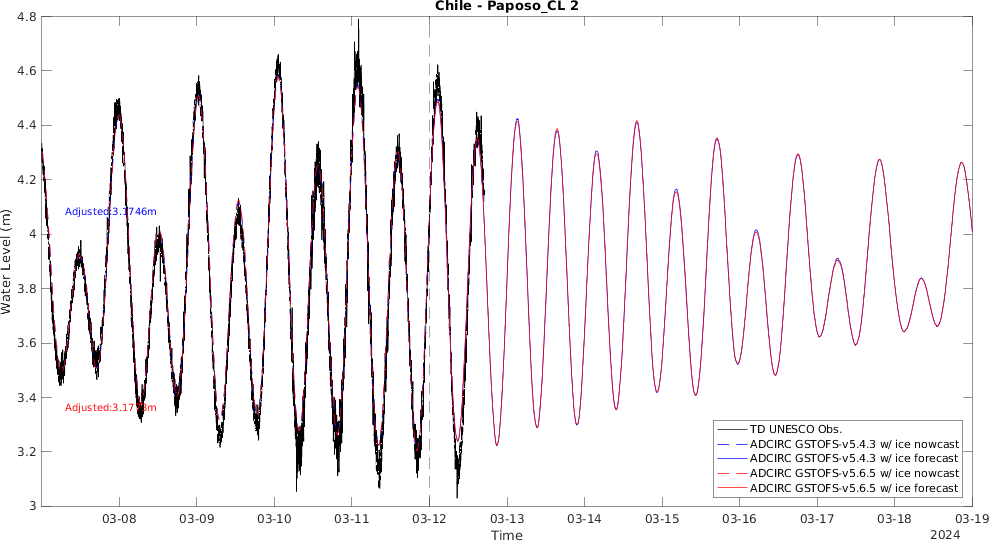 Chile - Paposo_CL 2
Water Level (m)
4.8
4.6
4.4
4.2
4
3.8
3.6
3.4
3.2
3
Adjusted:3.1746m
03-08
03-09
03-10
03-11
03-12
03-13
03-14
03-15
03-16
03-17
03-18
03-19
Time
2024
TD UNESCO Obs.
ADCIRC GSTOFS-v5.4.3 w/ ice nowcast
ADCIRC GSTOFS-v5.4.3 w/ ice forecast
ADCIRC GSTOFS-v5.6.5 w/ ice nowcast
ADCIRC GSTOFS-v5.6.5 w/ ice forecast